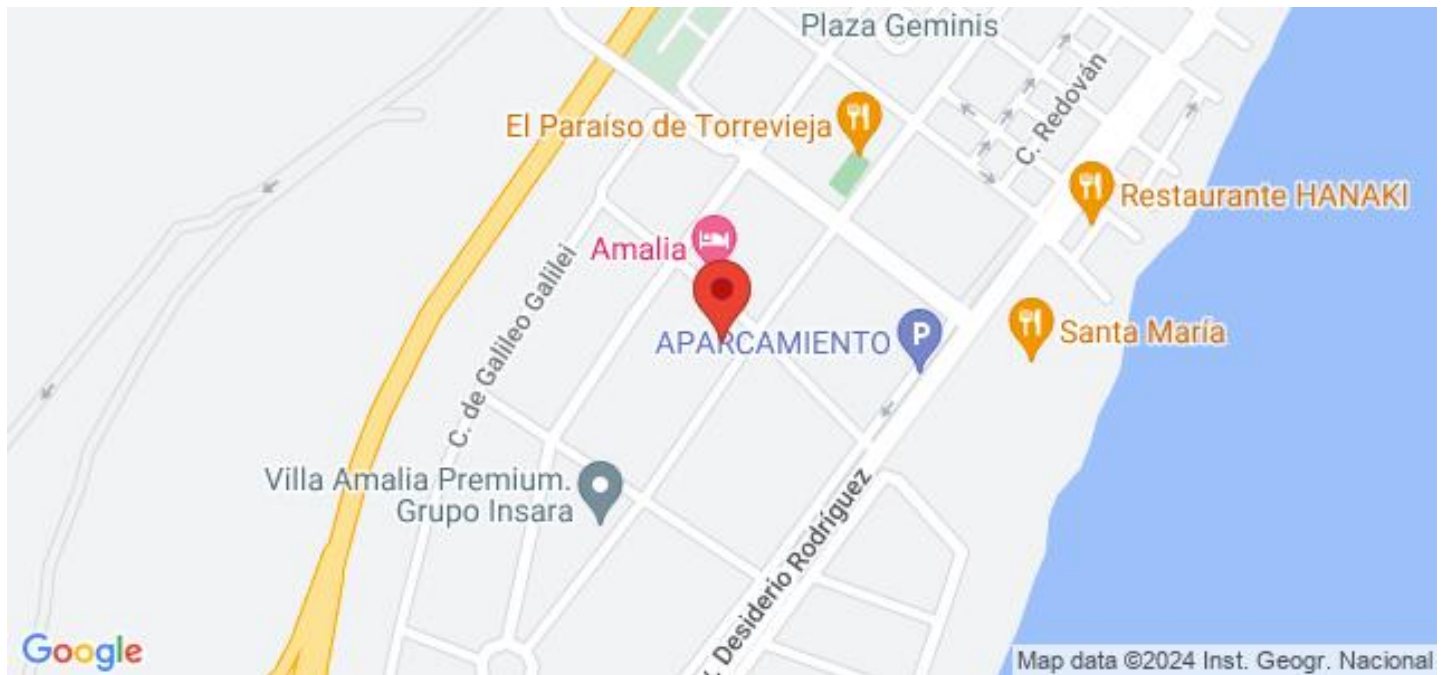 Plaza Geminis
El Paraíso de Torrevieja
C. Redován
Restaurante HANAKI
Amalia
C. de Galileo Galilei
APARCAMIENTO
P
Santa María
Villa Amalia Premium.
Grupo Insara
. Desiderio Rodríguez
Google
Map data ©2024 Inst. Geogr. Nacional